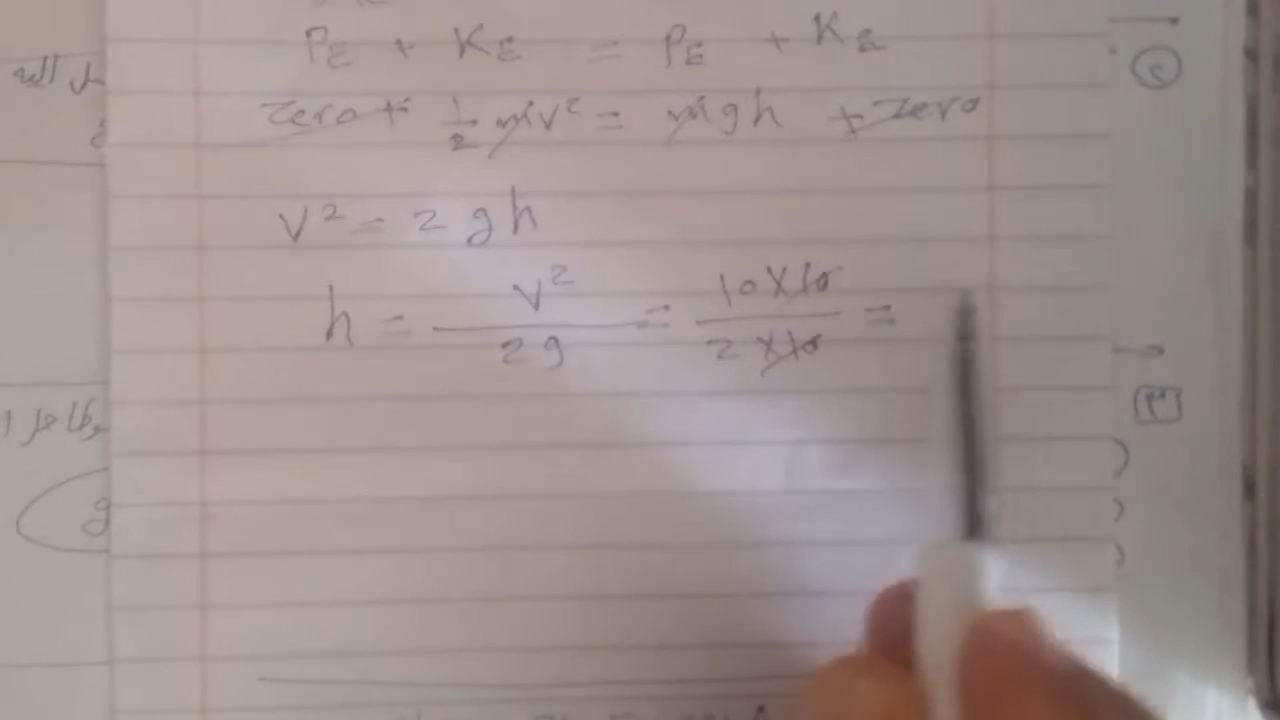 PE + KE = PE + KE
zero + 1/2 mv² = mgh + zero
v² = 2gh
h = v²/2g = 10×10/2×10 =